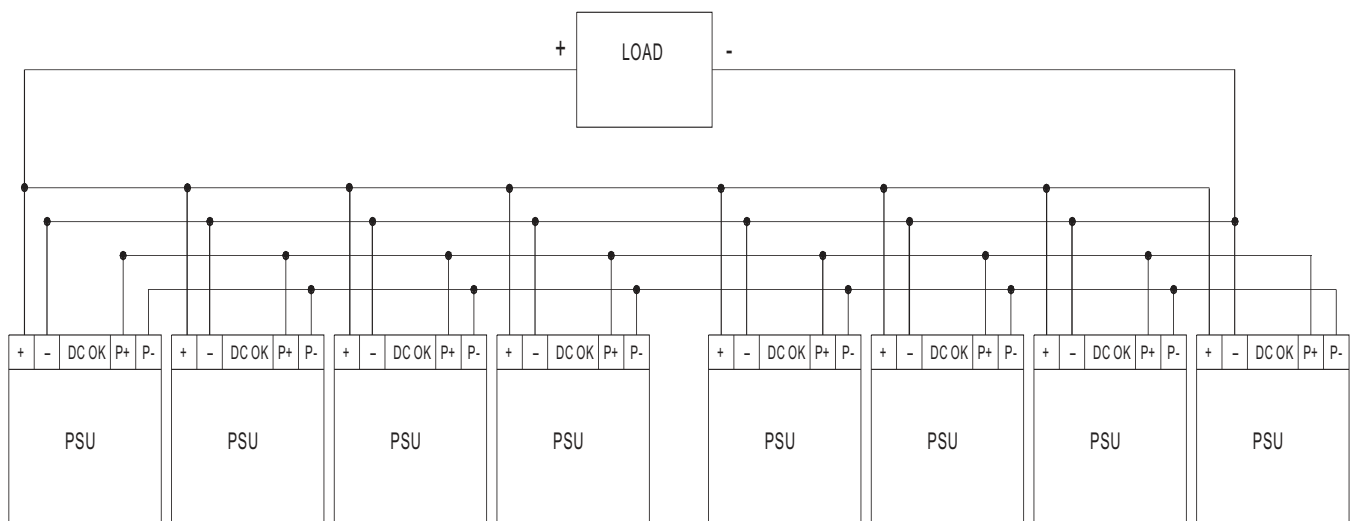 + LOAD -
+ – DC OK P+ P- + – DC OK P+ P- + – DC OK P+ P- + – DC OK P+ P- + – DC OK P+ P- + – DC OK P+ P- + – DC OK P+ P- + – DC OK P+ P-
PSU PSU PSU PSU PSU PSU PSU PSU